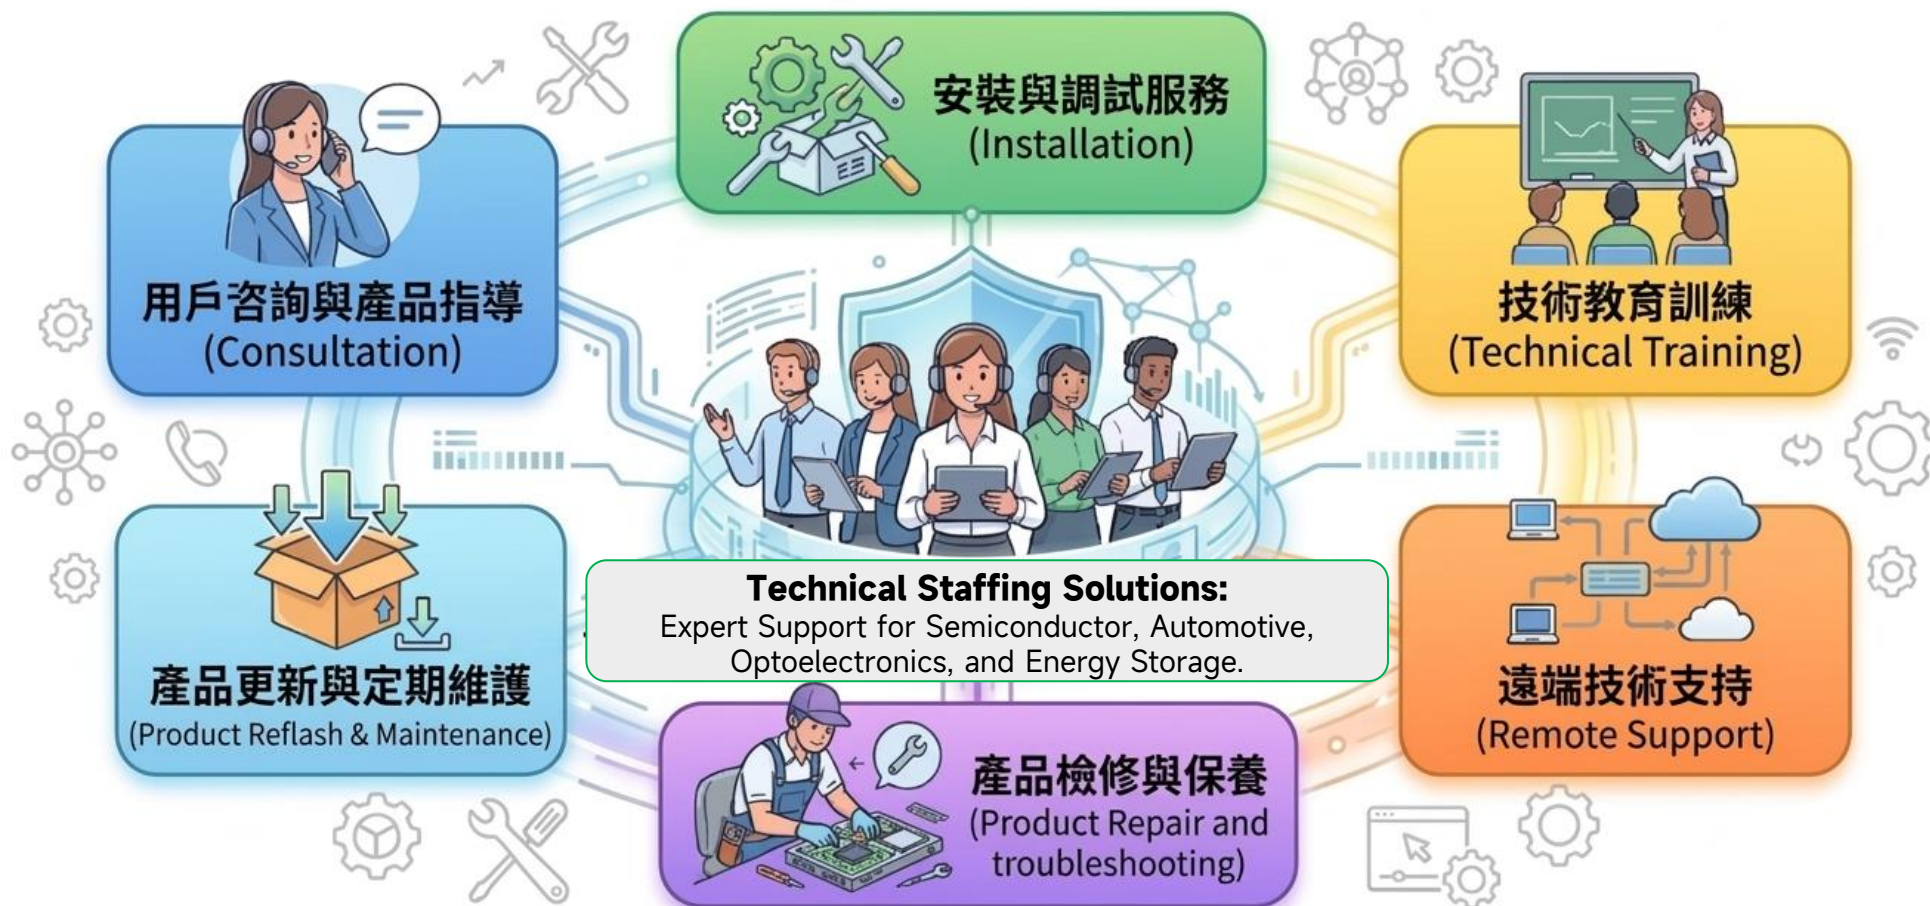 安裝與調試服務
(Installation)
用戶咨詢與產品指導
(Consultation)
技術教育訓練
(Technical Training)
Technical Staffing Solutions:
Expert Support for Semiconductor, Automotive,
Optoelectronics, and Energy Storage.
產品更新與定期維護
(Product Reflash & Maintenance)
遠端技術支持
(Remote Support)
產品檢修與保養
(Product Repair and
troubleshooting)